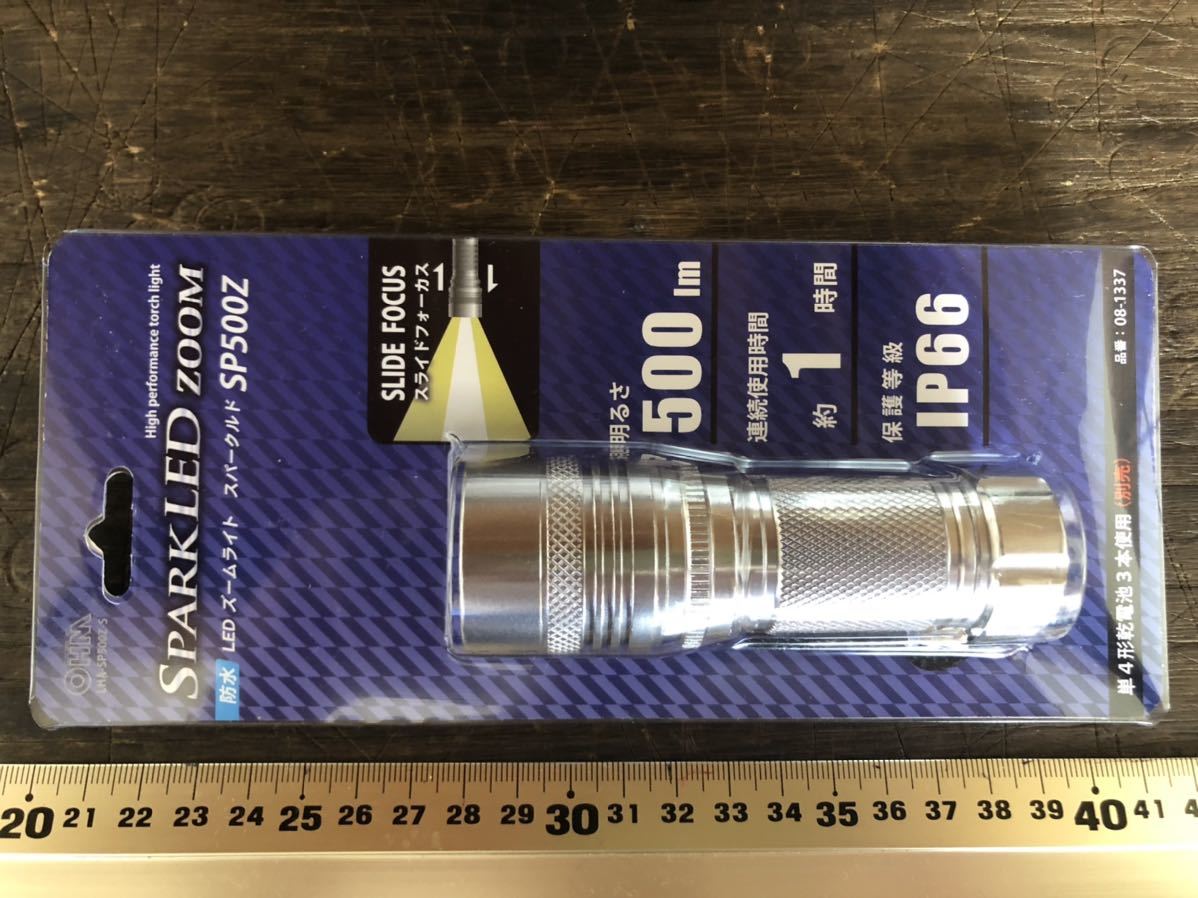 OHM
LHA-SP500Z-S
High performance torch light
SPARKLED ZOOM
防水 LED ズームライト スパークルド SP500Z
SLIDE FOCUS
スライドフォーカス
明るさ
500 lm
連続使用時間
約 1 時間
保護等級
IP66
品番：08-1337
単4形乾電池3本使用（別売）
20 21 22 23 24 25 26 27 28 29 30 31 32 33 34 35 36 37 38 39 40 41 4